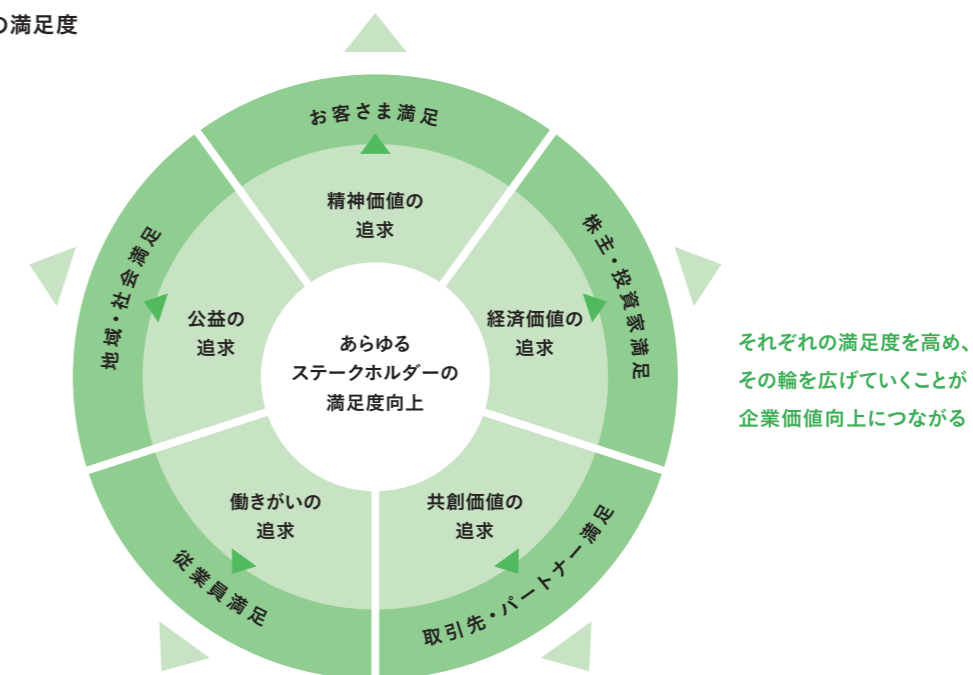 の満足度
お客さま満足
精神価値の
追求
株主・投資家満足
経済価値の
追求
取引先・パートナー満足
共創価値の
追求
従業員満足
働きがいの
追求
地域・社会満足
公益の
追求
あらゆる
ステークホルダーの
満足度向上
それぞれの満足度を高め、
その輪を広げていくことが
企業価値向上につながる